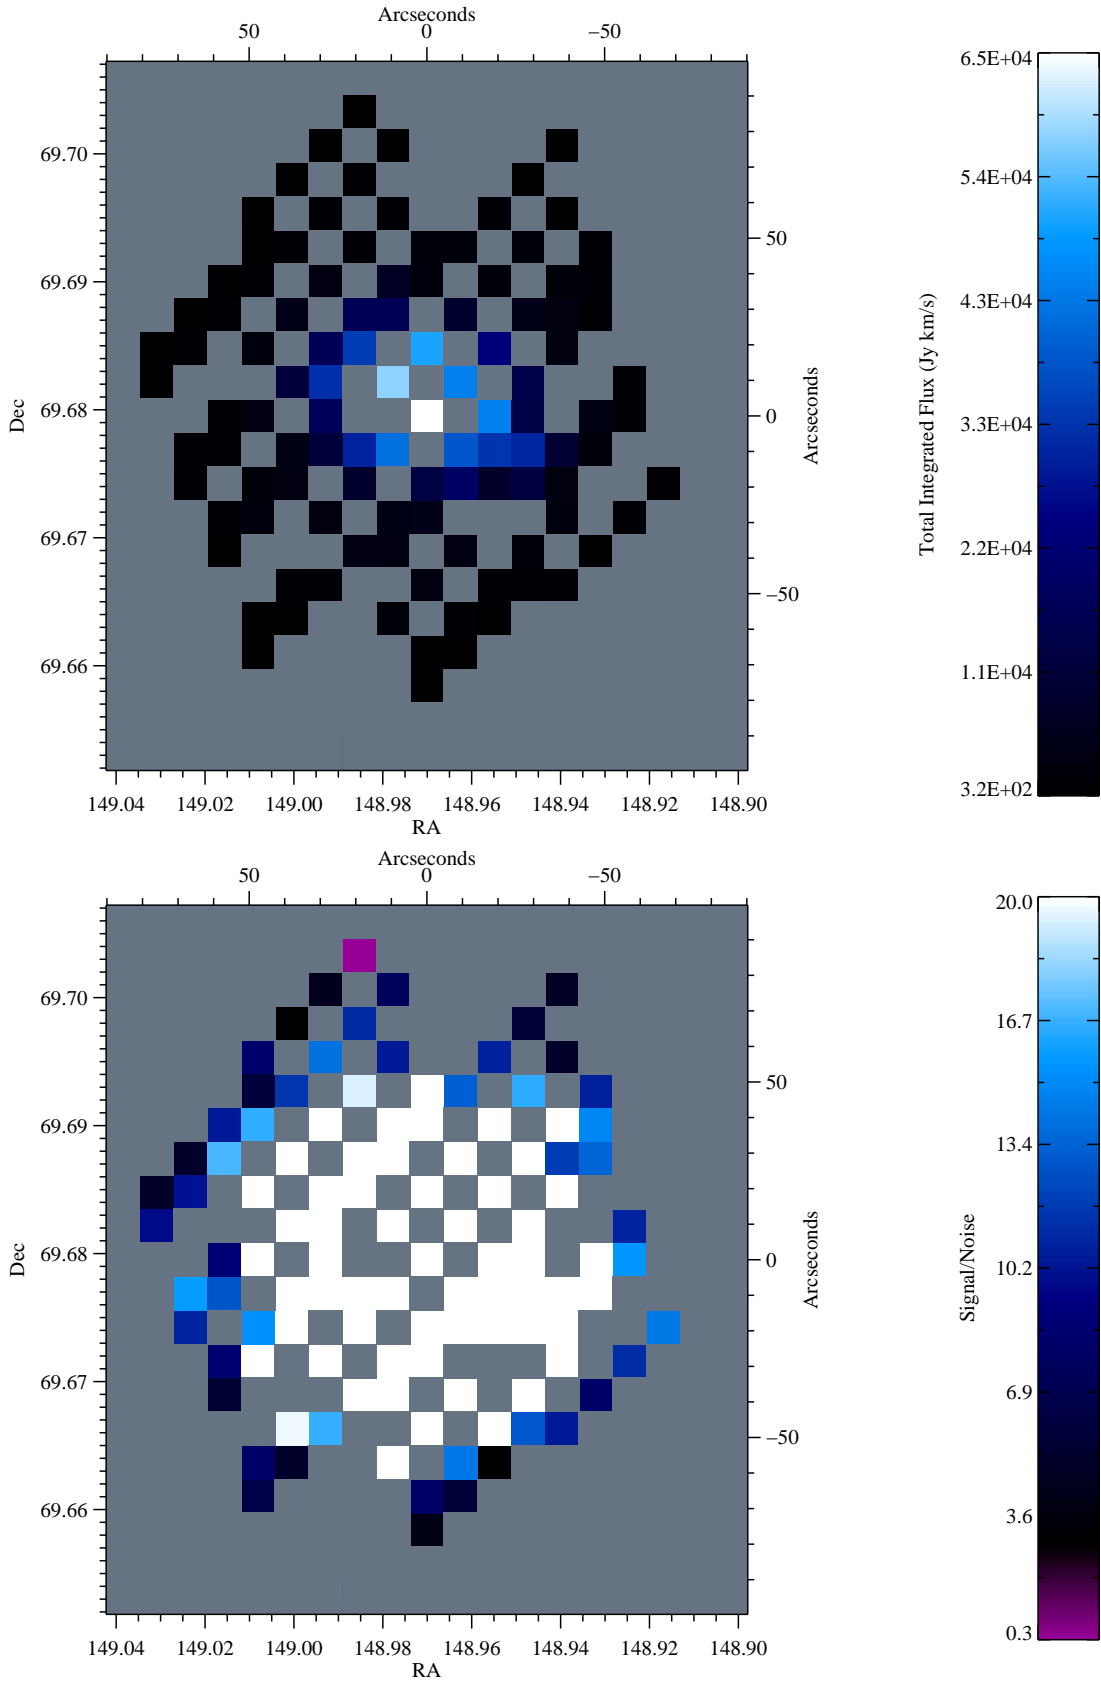 Arcseconds
50 0 −50
69.70
69.69
69.68
69.67
69.66
Dec
50
0
−50
Arcseconds
149.04 149.02 149.00 148.98 148.96 148.94 148.92 148.90
RA
6.5E+04
5.4E+04
4.3E+04
3.3E+04
2.2E+04
1.1E+04
3.2E+02
Total Integrated Flux (Jy km/s)
Arcseconds
50 0 −50
69.70
69.69
69.68
69.67
69.66
Dec
50
0
−50
Arcseconds
149.04 149.02 149.00 148.98 148.96 148.94 148.92 148.90
RA
20.0
16.7
13.4
10.2
6.9
3.6
0.3
Signal/Noise